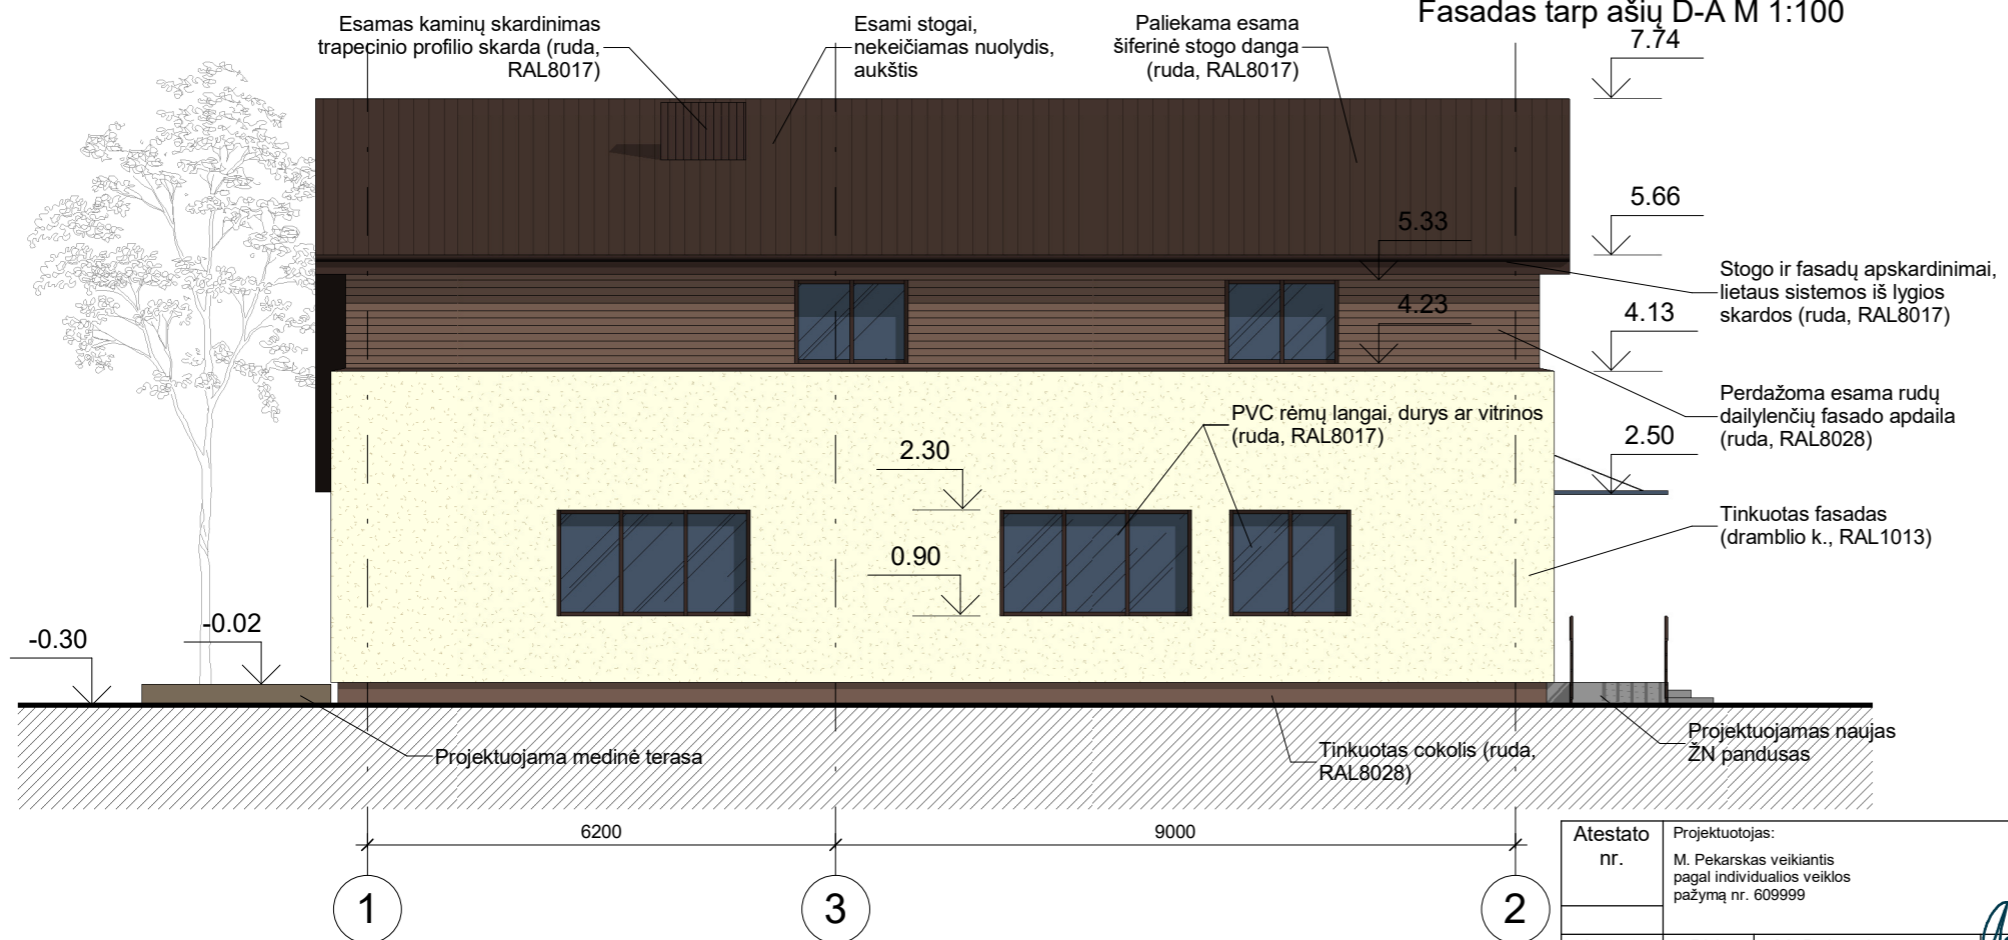 Fasadas tarp ašių D-A M 1:100
Esamas kaminų skardinimas
trapecinio profilio skarda (ruda,
RAL8017)
Esami stogai,
nekeičiamas nuolydis,
aukštis
Paliekama esama
šiferinė stogo danga
(ruda, RAL8017)
7.74
5.66
5.33
4.23
4.13
Stogo ir fasadų apskardinimai,
lietaus sistemos iš lygios
skardos (ruda, RAL8017)
Perdažoma esama rudų
dailylenčių fasado apdaila
(ruda, RAL8028)
PVC rėmų langai, durys ar vitrinos
(ruda, RAL8017)
2.50
2.30
0.90
Tinkuotas fasadas
(dramblio k., RAL1013)
-0.30
-0.02
Projektuojama medinė terasa
Tinkuotas cokolis (ruda,
RAL8028)
Projektuojamas naujas
ŽN pandusas
6200
9000
1
3
2
Atestato
nr.
Projektuotojas:
M. Pekarskas veikiantis
pagal individualios veiklos
pažymą nr. 609999